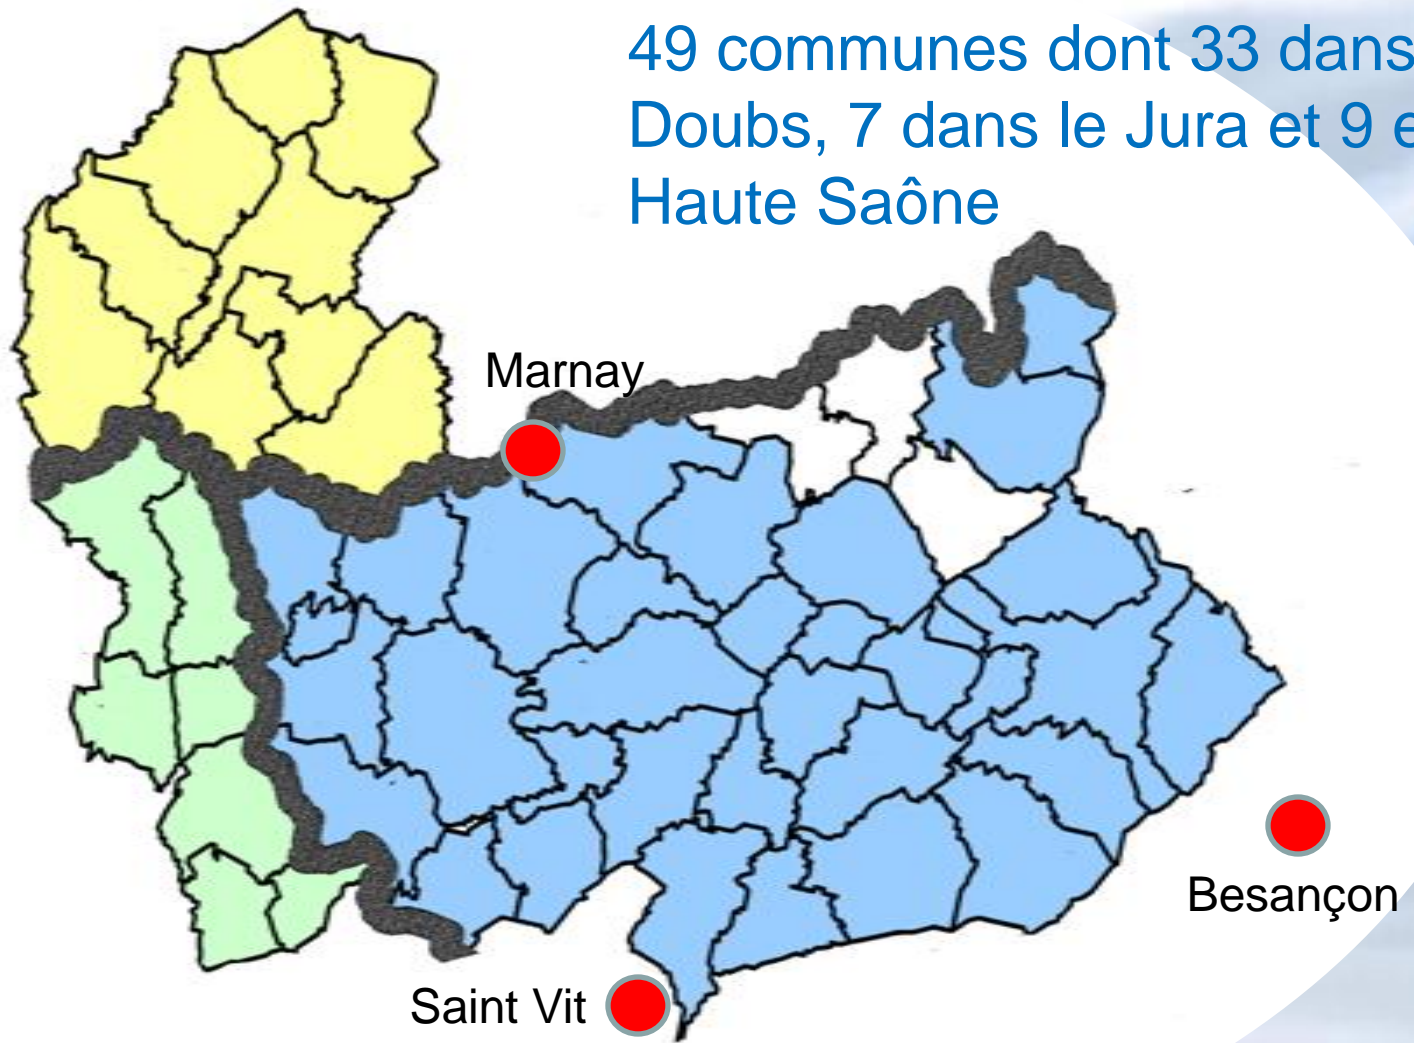 49 communes dont 33 dans
Doubs, 7 dans le Jura et 9 e
Haute Saône
Marnay
Besançon
Saint Vit